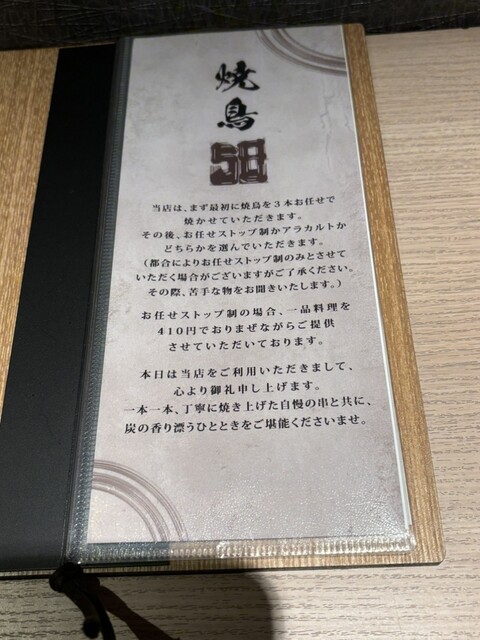 焼鳥
58
当店は、まず最初に焼鳥を3本お任せで
焼かせていただきます。
その後、お任せストップ制かアラカルトか
どちらかを選んでいただきます。
（都合によりお任せストップ制のみとさせて
いただく場合がございますがご了承ください。
その際、苦手な物をお聞きいたします。）
お任せストップ制の場合、一品料理を
410円でおりまぜながらご提供
させていただいております。
本日は当店をご利用いただきまして、
心より御礼申し上げます。
一本一本、丁寧に焼き上げた自慢の串と共に、
炭の香り漂うひとときをご堪能くださいませ。